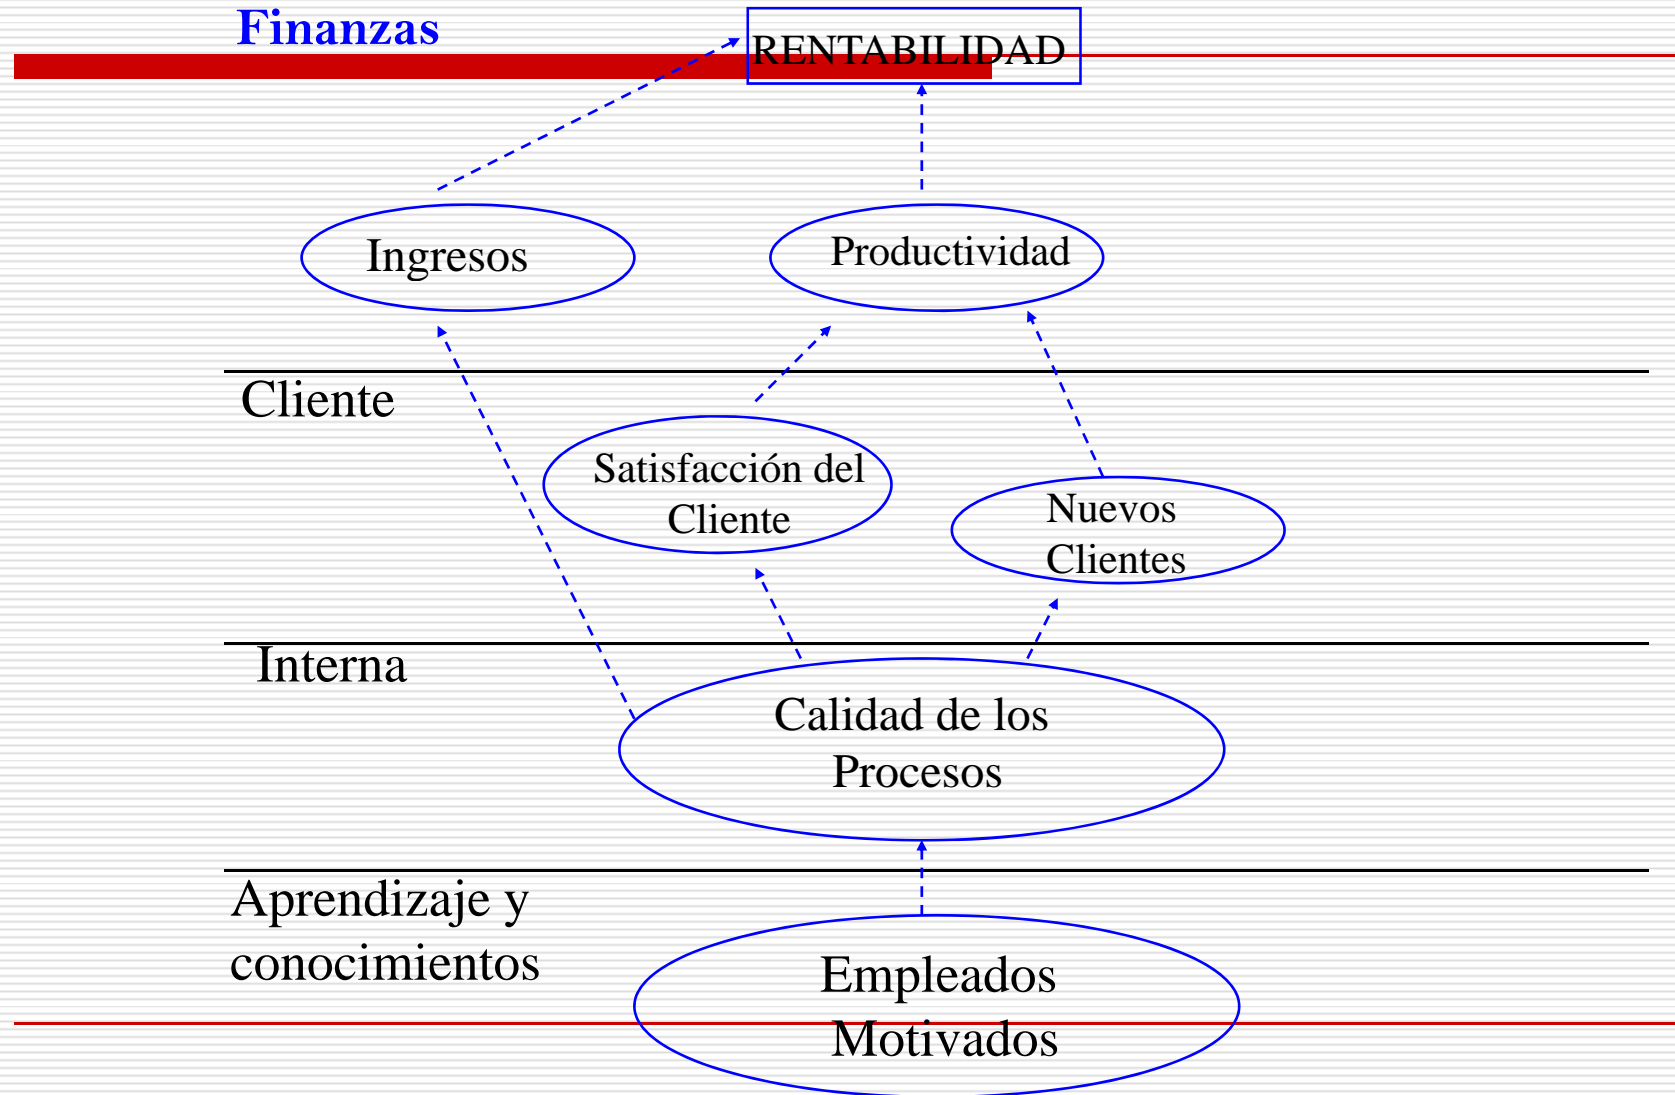 Finanzas
RENTABILIDAD
Ingresos
Productividad
Cliente
Satisfacción del
Cliente
Nuevos
Clientes
Interna
Calidad de los
Procesos
Aprendizaje y
conocimientos
Empleados
Motivados